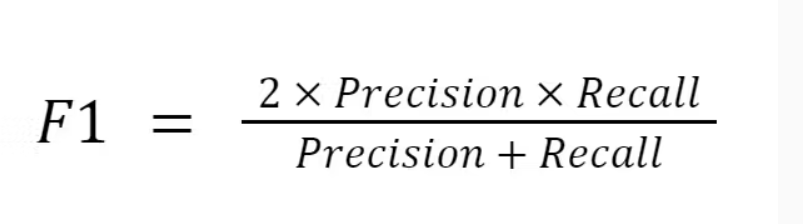 F1 = 2 × Precision × Recall
Precision + Recall